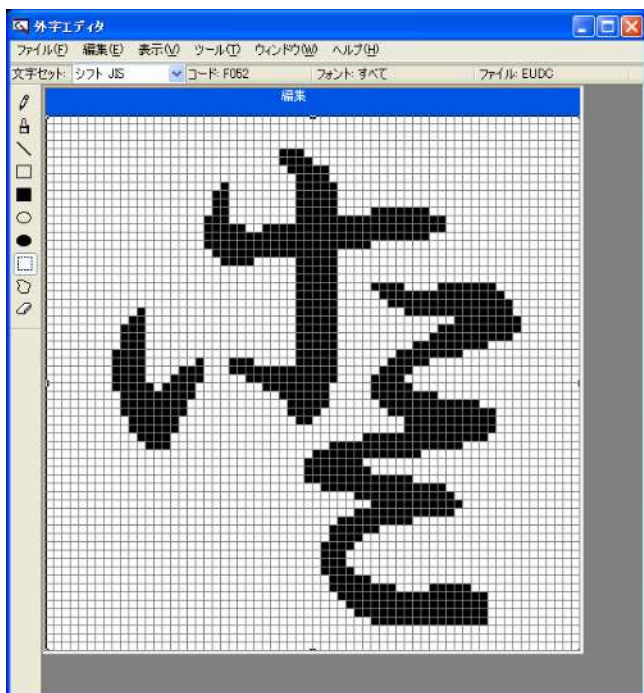 外字エディタ
ファイル(F) 編集(E) 表示(V) ツール(T) ウィンドウ(W) ヘルプ(H)
文字セット: シフト JIS コード: F052 フォント: すべて ファイル: EUDC
編集